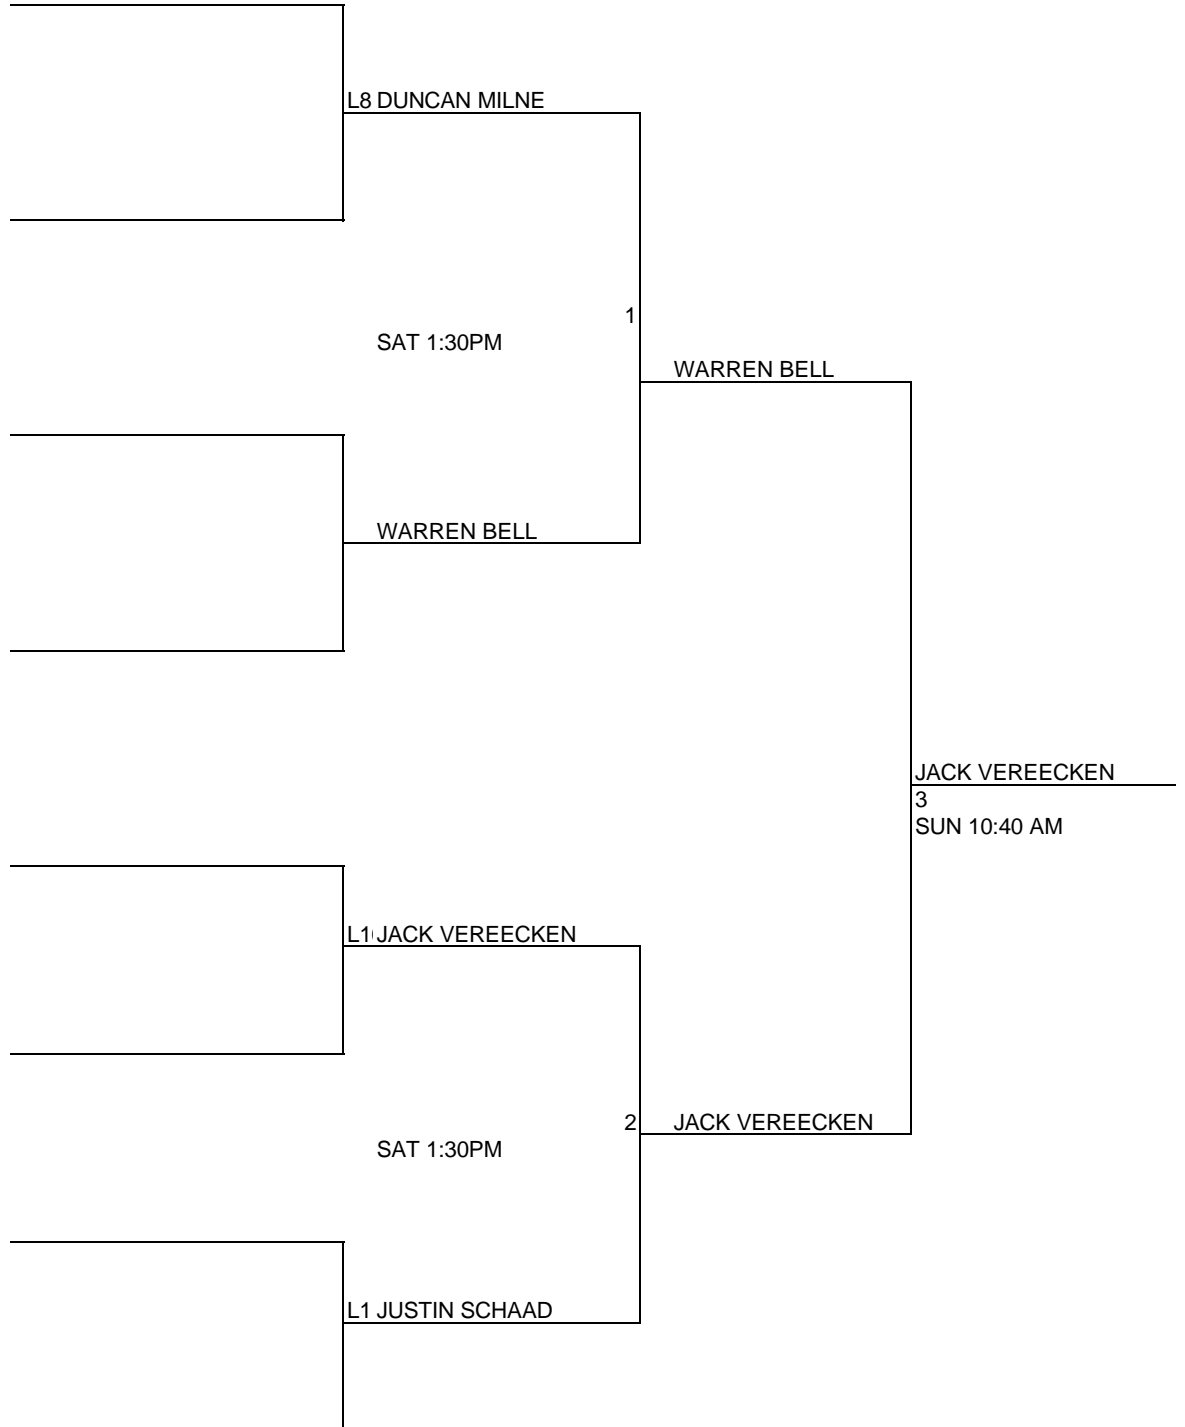 L8 DUNCAN MILNE
1
SAT 1:30PM
WARREN BELL
WARREN BELL
JACK VEREECKEN
3
SUN 10:40 AM
L1 JACK VEREECKEN
2
JACK VEREECKEN
SAT 1:30PM
L1 JUSTIN SCHAAD